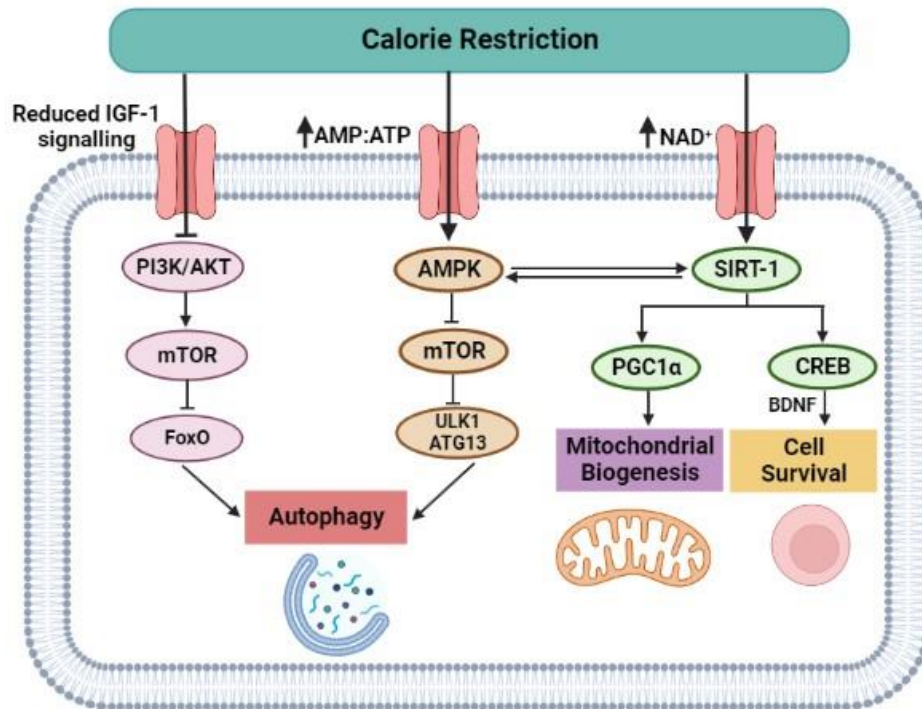 Calorie Restriction
Reduced IGF-1
signalling
↑AMP:ATP
↑NAD⁺
PI3K/AKT
AMPK
SIRT-1
mTOR
mTOR
PGC1α
CREB
BDNF
FoxO
ULK1
ATG13
Mitochondrial
Biogenesis
Cell
Survival
Autophagy